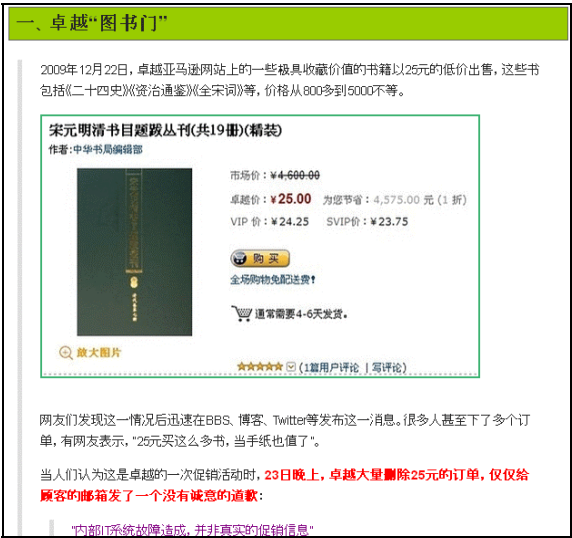 一、卓越“图书门”
2009年12月22日，卓越亚马逊网站上的一些极具收藏价值的书籍以25元的低价出售，这些书
包括《二十四史》《资治通鉴》《全宋词》等，价格从800多到5000不等。
宋元明清书目题跋丛刊(共19册)(精装)
作者:中华书局编辑部
市场价：¥4,600.00
卓越价：¥25.00 为您节省：4,575.00 元 (1 折)
VIP 价：¥24.25 SVIP价：¥23.75
购 买
全场购物免配送费!
通常需要4-6天发货。
放大图片
(1篇用户评论 | 写评论)
网友们发现这一情况后迅速在BBS、博客、Twitter等发布这一消息。很多人甚至下了多个订
单，有网友表示，“25元买这么多书，当手纸也值了”。
当人们认为这是卓越的一次促销活动时，23日晚上，卓越大量删除25元的订单，仅仅给
顾客的邮箱发了一个没有诚意的道歉：
“内部IT系统故障造成，并非真实的促销信息”